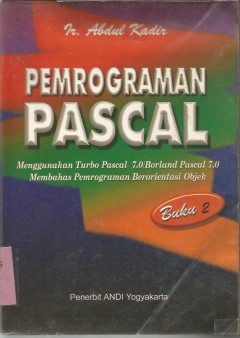 Ir. Abdul Kadir
PEMROGRAMAN
PASCAL
Menggunakan Turbo Pascal 7.0/Borland Pascal 7.0
Membahas Pemrograman Berorientasi Objek
Buku 2
Penerbit ANDI Yogyakarta